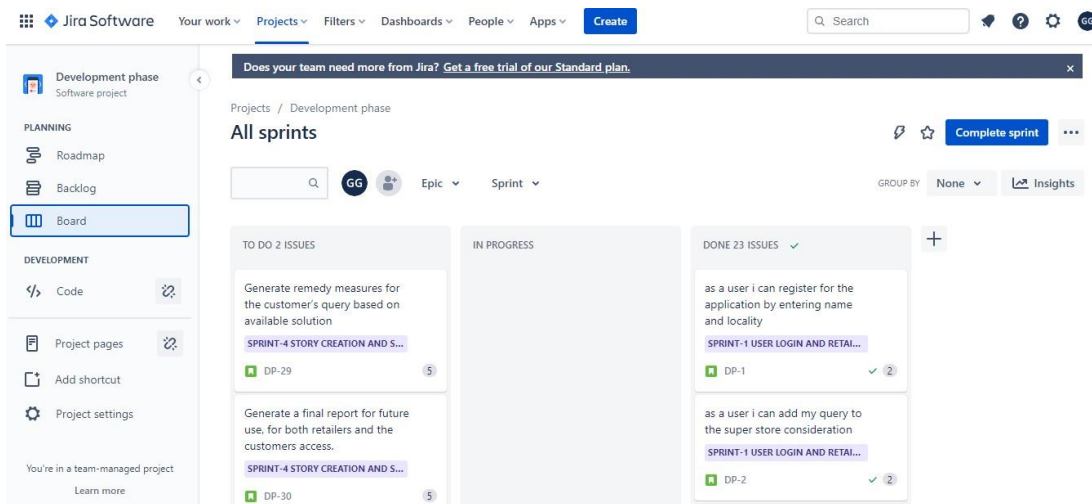 Jira Software Your work Projects Filters Dashboards People Apps Create Search GG
Development phase
Software project
PLANNING
Roadmap
Backlog
Board
DEVELOPMENT
Code
Project pages
Add shortcut
Project settings
You're in a team-managed project
Learn more
Does your team need more from Jira? Get a free trial of our Standard plan.
Projects / Development phase
All sprints
Complete sprint
GG Epic Sprint
GROUP BY None Insights
TO DO 2 ISSUES
Generate remedy measures for
the customer's query based on
available solution
SPRINT-4 STORY CREATION AND S...
DP-29 5
Generate a final report for future
use, for both retailers and the
customers access.
SPRINT-4 STORY CREATION AND S...
DP-30 5
IN PROGRESS
DONE 23 ISSUES
as a user i can register for the
application by entering name
and locality
SPRINT-1 USER LOGIN AND RETAI...
DP-1 2
as a user i can add my query to
the super store consideration
SPRINT-1 USER LOGIN AND RETAI...
DP-2 2